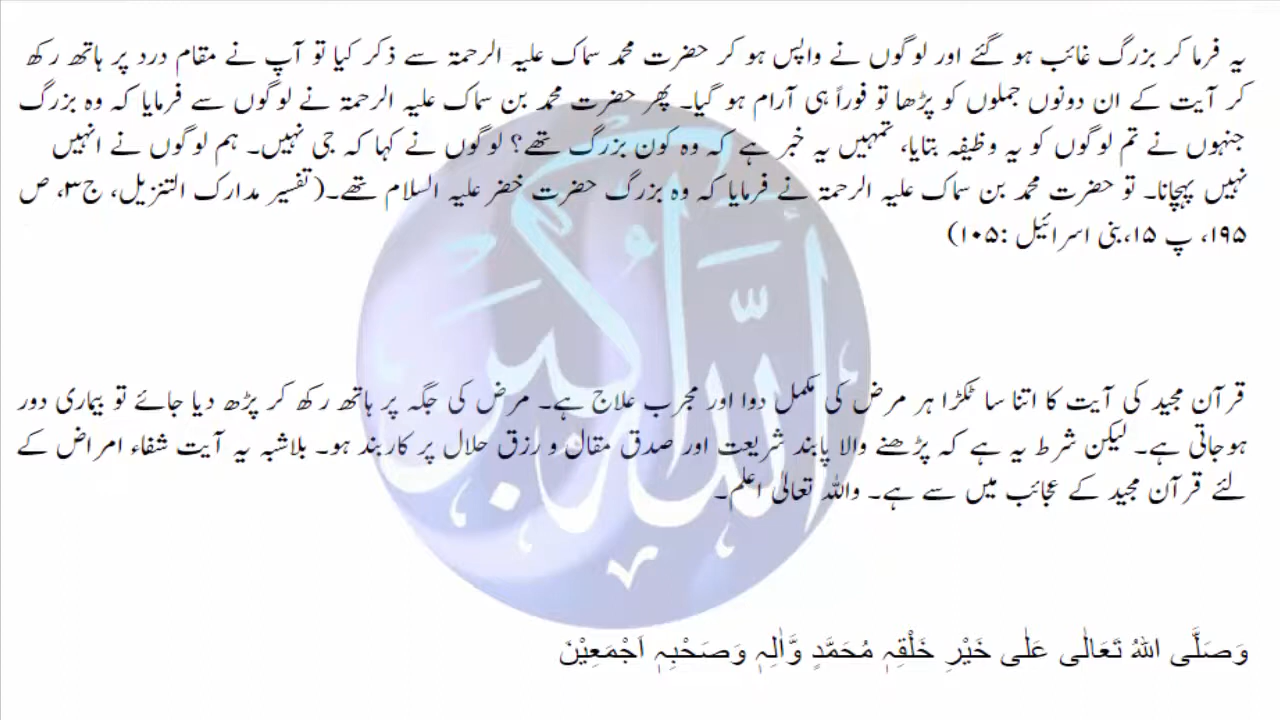 یہ فرما کر بزرگ غائب ہو گئے اور لوگوں نے واپس ہو کر حضرت محمد سماک علیہ الرحمۃ سے ذکر کیا تو آپ نے مقام درد پر ہاتھ رکھ
کر آیت کے ان دونوں جملوں کو پڑھا تو فوراً ہی آرام ہو گیا۔ پھر حضرت محمد بن سماک علیہ الرحمۃ نے لوگوں سے فرمایا کہ وہ بزرگ
جنہوں نے تم لوگوں کو یہ وظیفہ بتایا، تمہیں یہ خبر ہے کہ وہ کون بزرگ تھے؟ لوگوں نے کہا کہ جی نہیں۔ ہم لوگوں نے انہیں
نہیں پہچانا۔ تو حضرت محمد بن سماک علیہ الرحمۃ نے فرمایا کہ وہ بزرگ حضرت خضر علیہ السلام تھے۔(تفسیر مدارک التنزیل، ج۳، ص
۱۹۵، پ ۱۵،بنی اسرائیل :۱۰۵)
قرآن مجید کی آیت کا اتنا سا ٹکڑا ہر مرض کی مکمل دوا اور مجرب علاج ہے۔ مرض کی جگہ پر ہاتھ رکھ کر پڑھ دیا جائے تو بیماری دور
ہوجاتی ہے۔ لیکن شرط یہ ہے کہ پڑھنے والا پابند شریعت اور صدق مقال و رزق حلال پر کاربند ہو۔ بلاشبہ یہ آیت شفاء امراض کے
لئے قرآن مجید کے عجائب میں سے ہے۔ واللہ تعالیٰ اعلم۔
وَصَلَّی اللہُ تَعَالٰی عَلٰی خَیْرِ خَلْقِہٖ مُحَمَّدٍ وَّاٰلِہٖ وَصَحْبِہٖ اَجْمَعِیْنَ
اللہ اکبر